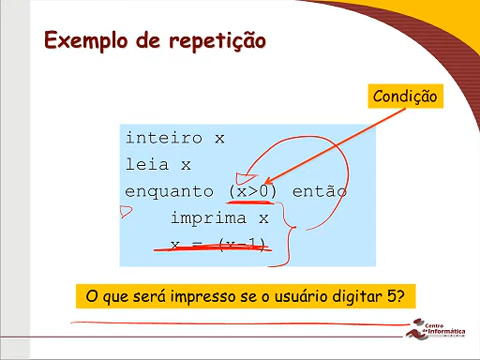 Exemplo de repetição
Condição
inteiro x
leia x
enquanto (x>0) então
imprima x
x = (x-1)
O que será impresso se o usuário digitar 5?
Centro
de Informática